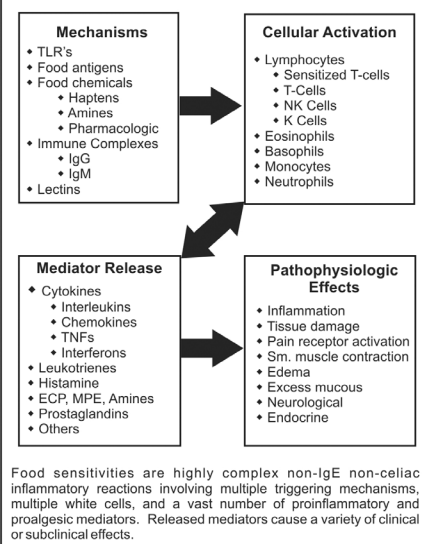 Mechanisms
TLR's
Food antigens
Food chemicals
Haptens
Amines
Pharmacologic
Immune Complexes
IgG
IgM
Lectins
Cellular Activation
Lymphocytes
Sensitized T-cells
T-Cells
NK Cells
K Cells
Eosinophils
Basophils
Monocytes
Neutrophils
Mediator Release
Cytokines
Interleukins
Chemokines
TNFs
Interferons
Leukotrienes
Histamine
ECP, MPE, Amines
Prostaglandins
Others
Pathophysiologic
Effects
Inflammation
Tissue damage
Pain receptor activation
Sm. muscle contraction
Edema
Excess mucous
Neurological
Endocrine
Food sensitivities are highly complex non-IgE non-celiac
inflammatory reactions involving multiple triggering mechanisms,
multiple white cells, and a vast number of proinflammatory and
proalgesic mediators. Released mediators cause a variety of clinical
or subclinical effects.